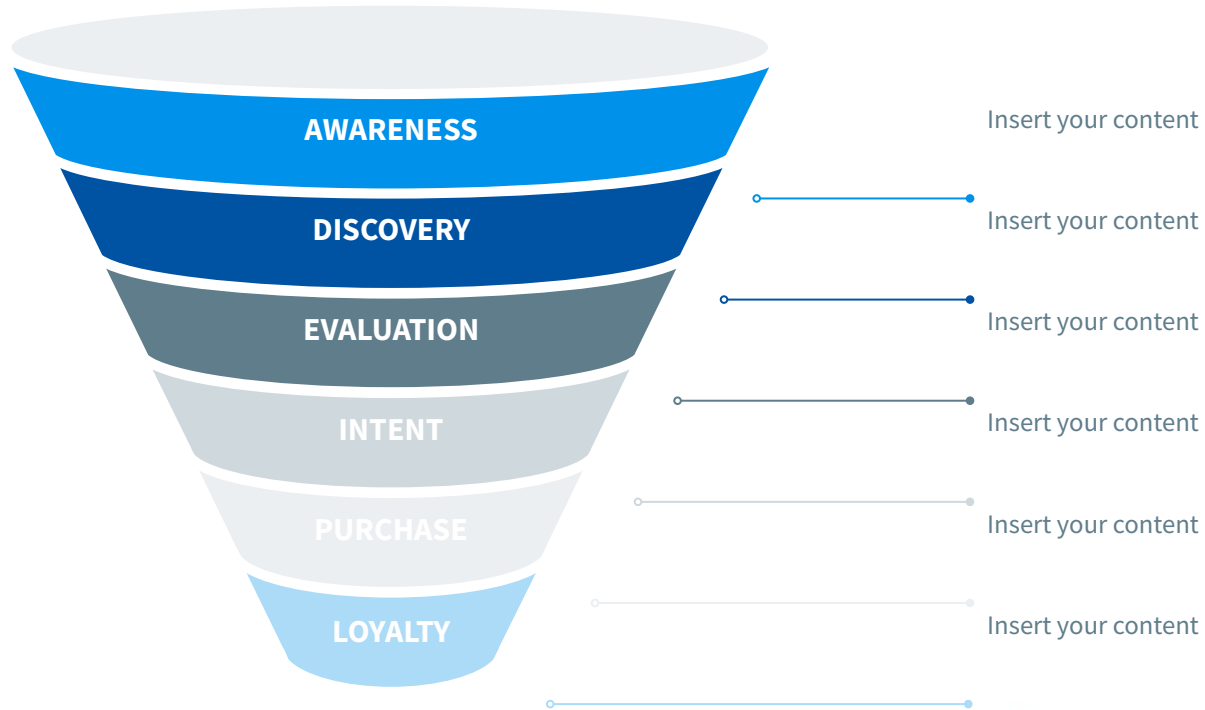 AWARENESS
Insert your content
DISCOVERY
Insert your content
EVALUATION
Insert your content
INTENT
Insert your content
PURCHASE
Insert your content
LOYALTY
Insert your content